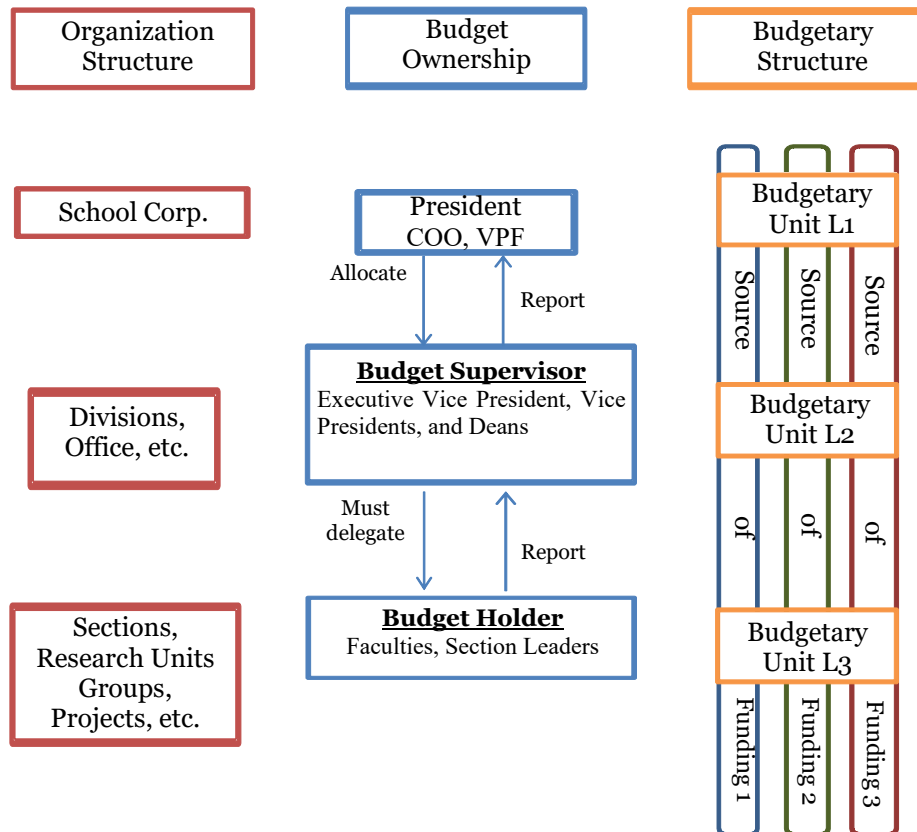 Organization
Structure
Budget
Ownership
Budgetary
Structure
School Corp.
President
COO, VPF
Budgetary
Unit L1
Allocate
Report
Source
Source
Source
Divisions,
Office, etc.
Budget Supervisor
Executive Vice President, Vice
Presidents, and Deans
Budgetary
Unit L2
Must
delegate
Report
of
of
of
Sections,
Research Units
Groups,
Projects, etc.
Budget Holder
Faculties, Section Leaders
Budgetary
Unit L3
Funding 1
Funding 2
Funding 3